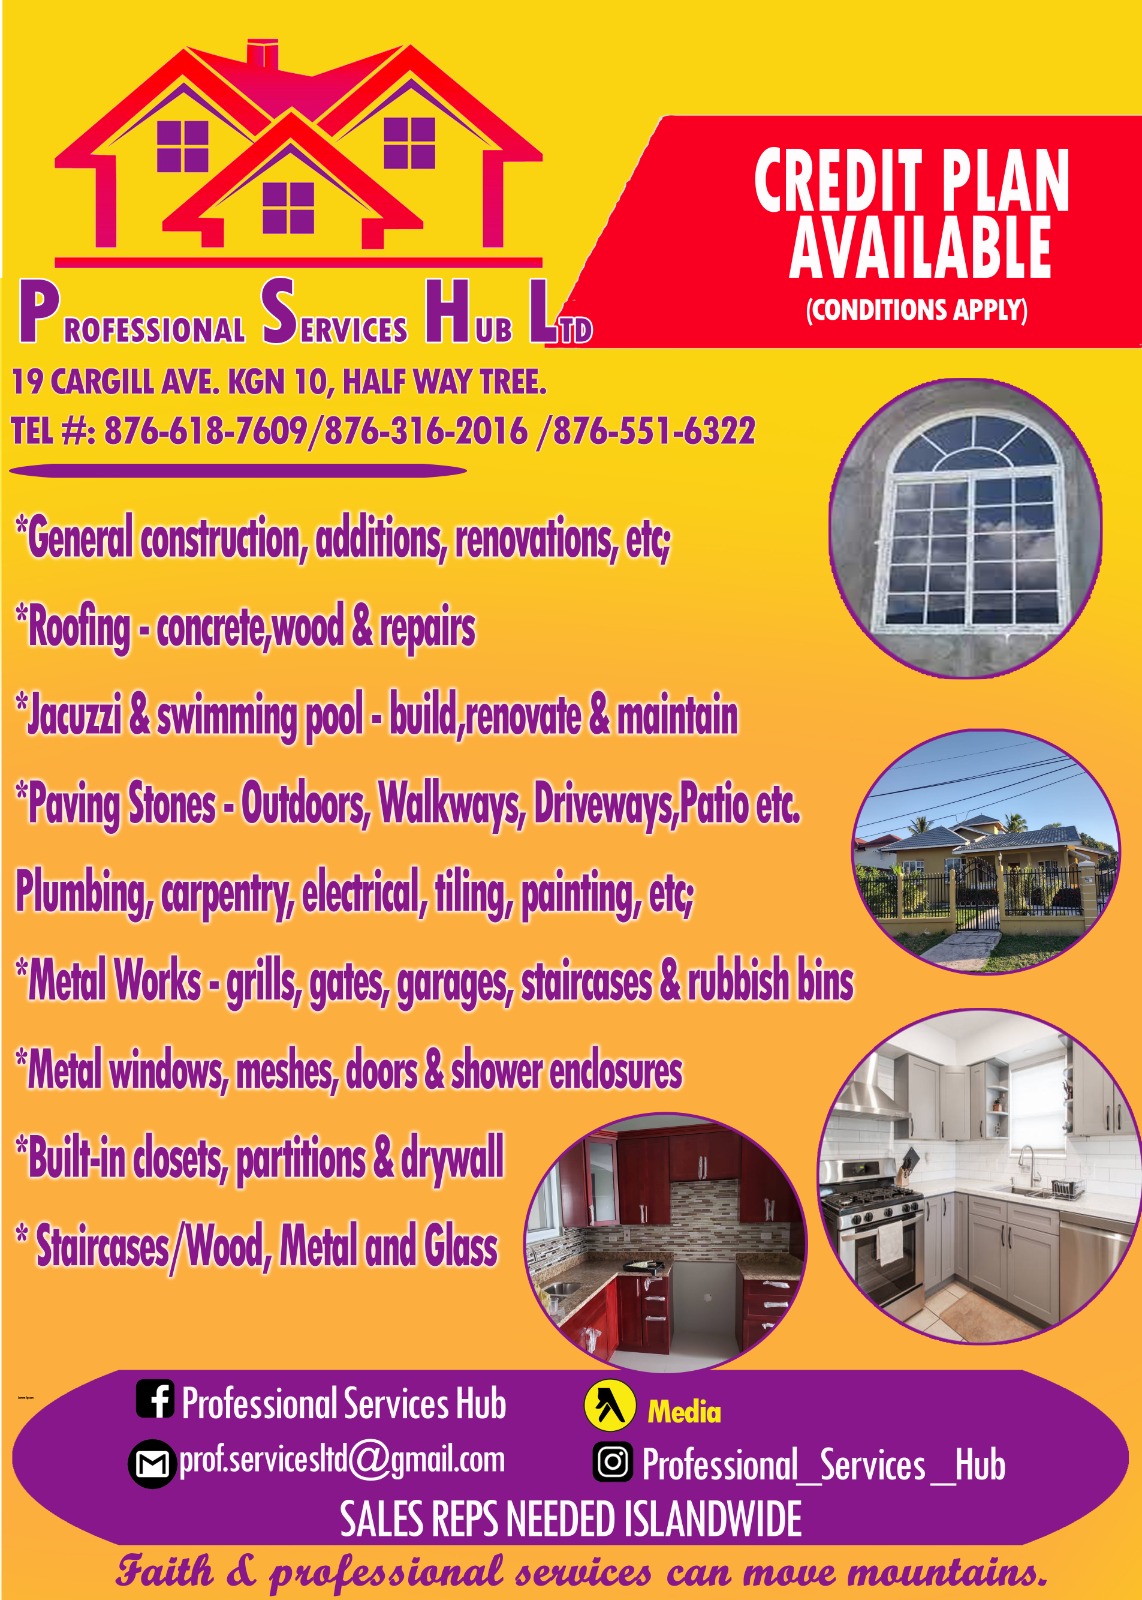 CREDIT PLAN
AVAILABLE
(CONDITIONS APPLY)
PROFESSIONAL SERVICES HUB LTD
19 CARGILL AVE. KGN 10, HALF WAY TREE.
TEL #: 876-618-7609/876-316-2016 /876-551-6322
*General construction, additions, renovations, etc;
*Roofing - concrete,wood & repairs
*Jacuzzi & swimming pool - build,renovate & maintain
*Paving Stones - Outdoors, Walkways, Driveways,Patio etc.
Plumbing, carpentry, electrical, tiling, painting, etc;
*Metal Works - grills, gates, garages, staircases & rubbish bins
*Metal windows, meshes, doors & shower enclosures
*Built-in closets, partitions & drywall
* Staircases/Wood, Metal and Glass
Professional Services Hub
Media
prof.servicesltd@gmail.com
Professional_Services_Hub
SALES REPS NEEDED ISLANDWIDE
Faith & professional services can move mountains.